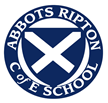 ABBOTS RIPTON
C of E SCHOOL